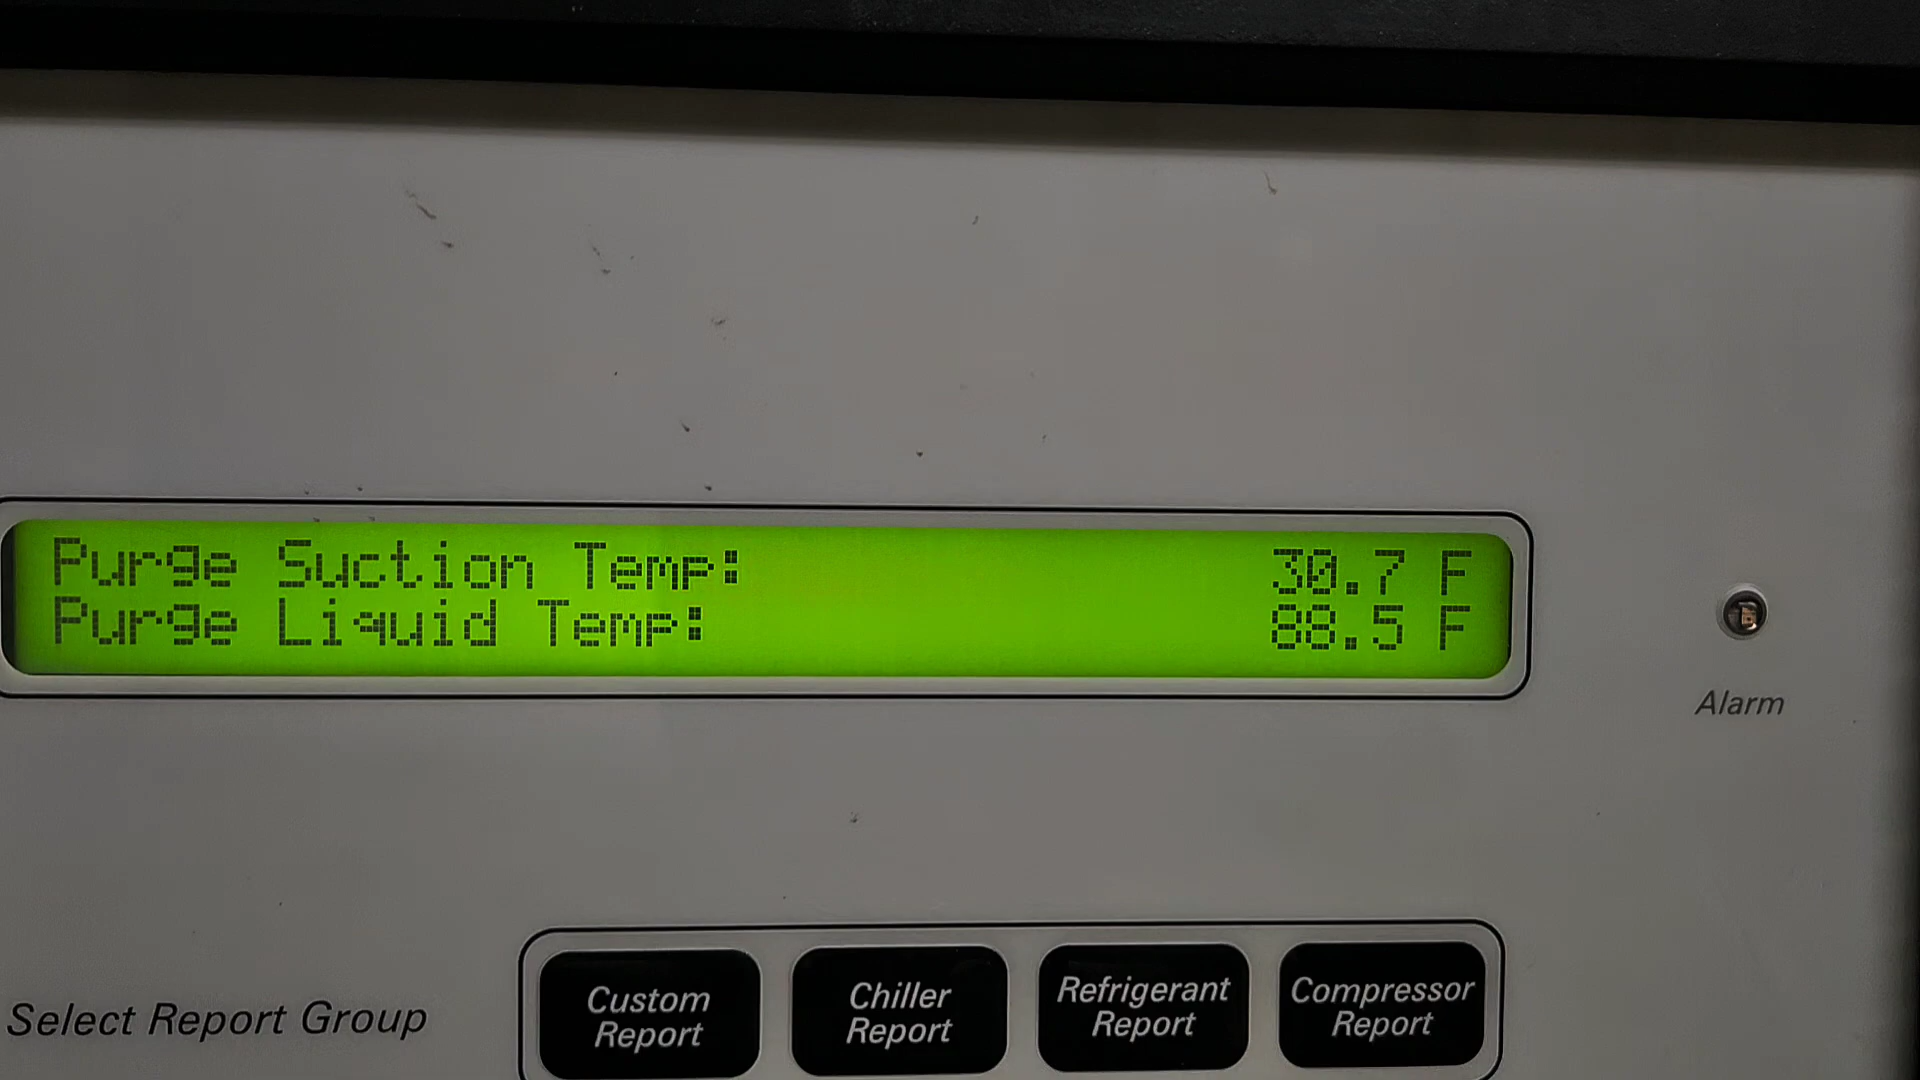 Purge Suction Temp: 30.7 F
Purge Liquid Temp: 88.5 F
Alarm
Select Report Group
Custom
Report
Chiller
Report
Refrigerant
Report
Compressor
Report